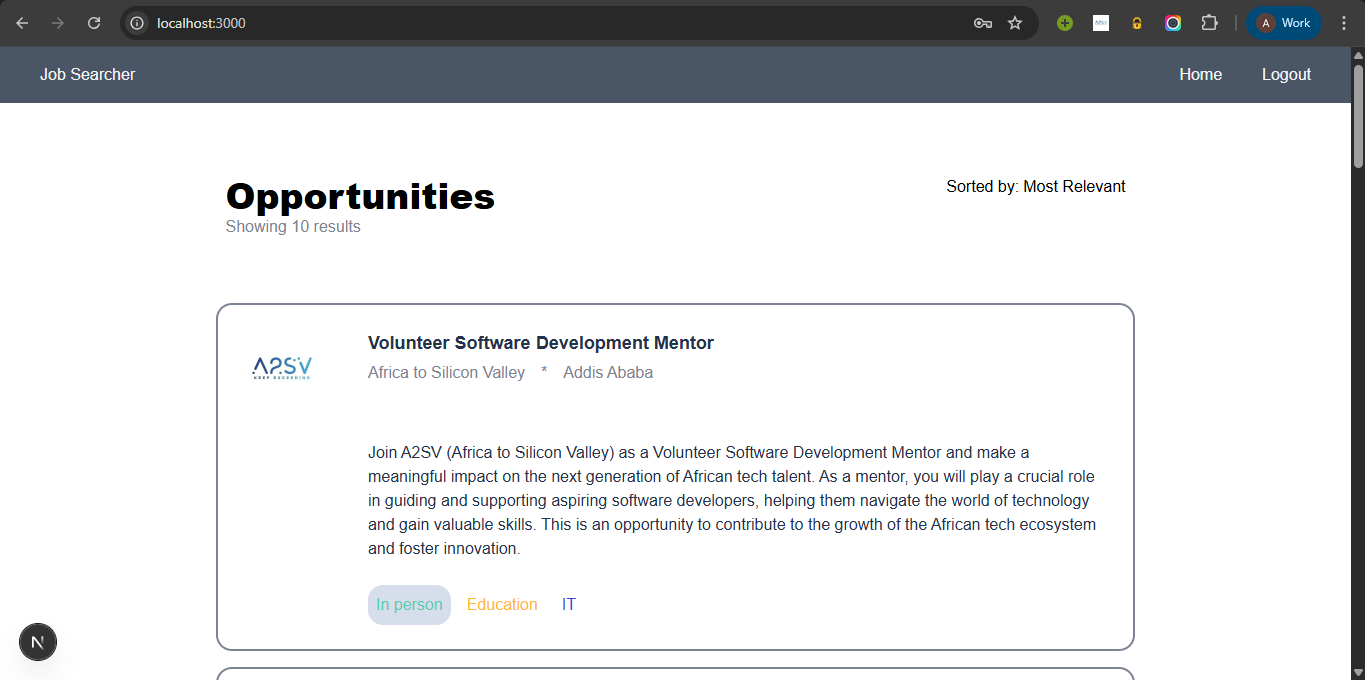 localhost:3000
A Work
Job Searcher Home Logout
Opportunities
Sorted by: Most Relevant
Showing 10 results
Volunteer Software Development Mentor
A2SV
KEEP EXCEEDING
Africa to Silicon Valley * Addis Ababa
Join A2SV (Africa to Silicon Valley) as a Volunteer Software Development Mentor and make a
meaningful impact on the next generation of African tech talent. As a mentor, you will play a crucial role
in guiding and supporting aspiring software developers, helping them navigate the world of technology
and gain valuable skills. This is an opportunity to contribute to the growth of the African tech ecosystem
and foster innovation.
In person Education IT
N